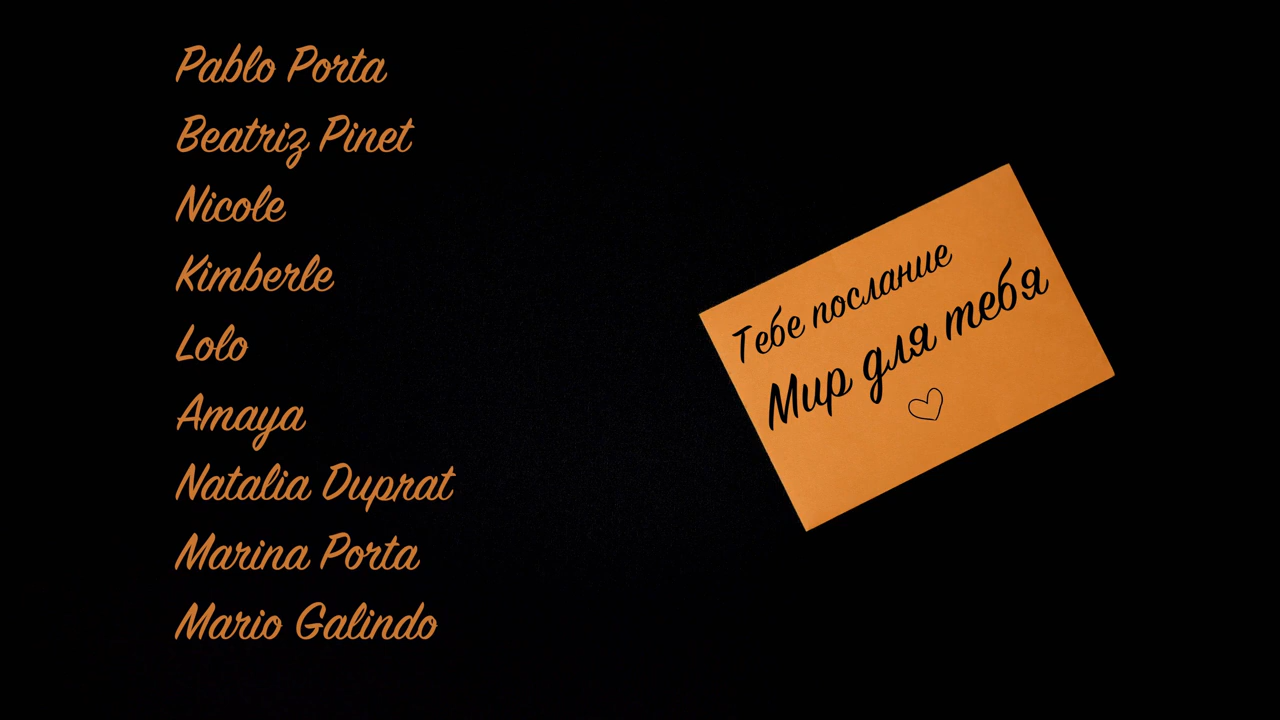 Pablo Porta
Beatriz Pinet
Nicole
Kimberle
Lolo
Amaya
Natalia Duprat
Marina Porta
Mario Galindo
Тебе послание
Мир для тебя